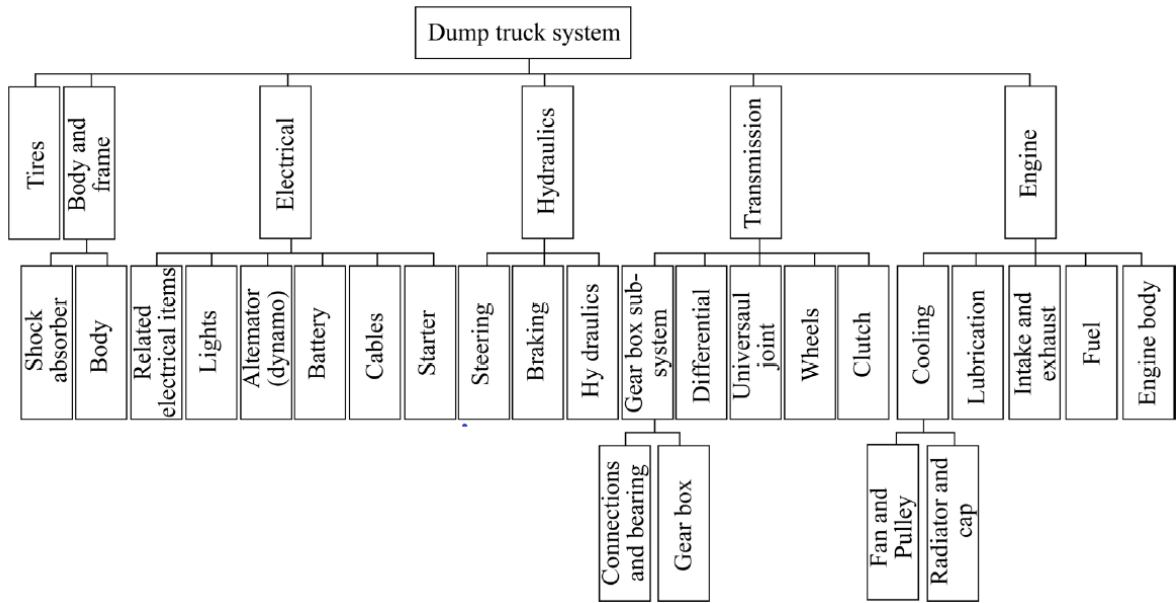 Dump truck system
Tires
Body and
frame
Electrical
Hydraulics
Transmission
Engine
Shock
absorber
Body
Related
electrical items
Lights
Altemator
(dynamo)
Battery
Cables
Starter
Steering
Braking
Hy draulics
Gear box sub-
system
Differential
Universaul
joint
Wheels
Clutch
Cooling
Lubrication
Intake and
exhaust
Fuel
Engine body
Connections
and bearing
Gear box
Fan and
Pulley
Radiator and
cap